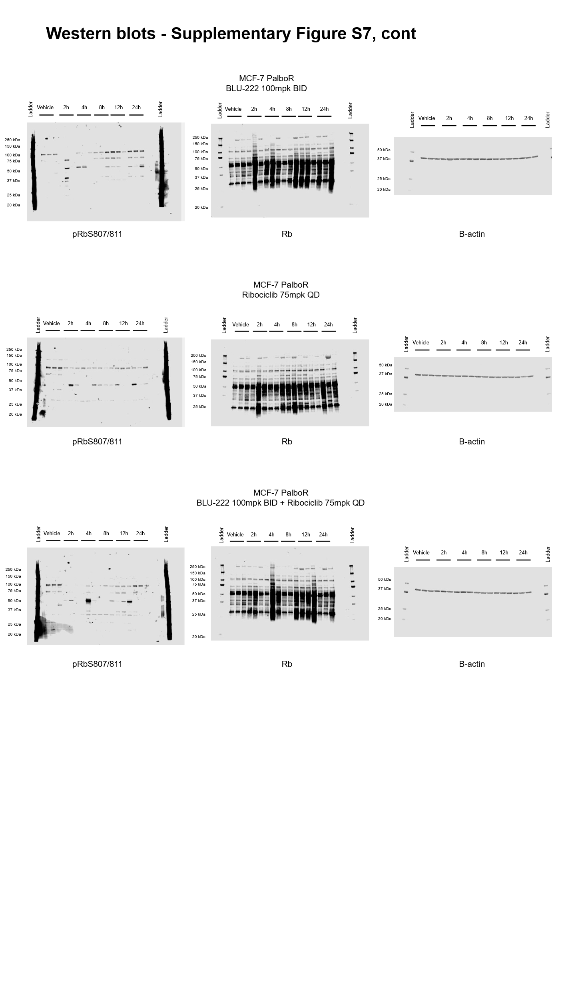 Western blots - Supplementary Figure S7, cont
MCF-7 PalboR
BLU-222 100mpk BID
Ladder Vehicle 2h 4h 8h 12h 24h Ladder
250 kDa
150 kDa
100 kDa
75 kDa
50 kDa
37 kDa
25 kDa
20 kDa
pRbS807/811
Ladder Vehicle 2h 4h 8h 12h 24h Ladder
250 kDa
150 kDa
100 kDa
75 kDa
50 kDa
37 kDa
25 kDa
20 kDa
Rb
Ladder Vehicle 2h 4h 8h 12h 24h Ladder
50 kDa
37 kDa
25 kDa
20 kDa
B-actin
MCF-7 PalboR
Ribociclib 75mpk QD
Ladder Vehicle 2h 4h 8h 12h 24h Ladder
250 kDa
150 kDa
100 kDa
75 kDa
50 kDa
37 kDa
25 kDa
20 kDa
pRbS807/811
Ladder Vehicle 2h 4h 8h 12h 24h Ladder
250 kDa
150 kDa
100 kDa
75 kDa
50 kDa
37 kDa
25 kDa
Rb
Ladder Vehicle 2h 4h 8h 12h 24h Ladder
50 kDa
37 kDa
25 kDa
20 kDa
B-actin
MCF-7 PalboR
BLU-222 100mpk BID + Ribociclib 75mpk QD
Ladder Vehicle 2h 4h 8h 12h 24h Ladder
250 kDa
150 kDa
100 kDa
75 kDa
50 kDa
37 kDa
25 kDa
20 kDa
pRbS807/811
Ladder Vehicle 2h 4h 8h 12h 24h Ladder
250 kDa
150 kDa
100 kDa
75 kDa
50 kDa
37 kDa
25 kDa
20 kDa
Rb
Ladder Vehicle 2h 4h 8h 12h 24h Ladder
50 kDa
37 kDa
25 kDa
20 kDa
B-actin